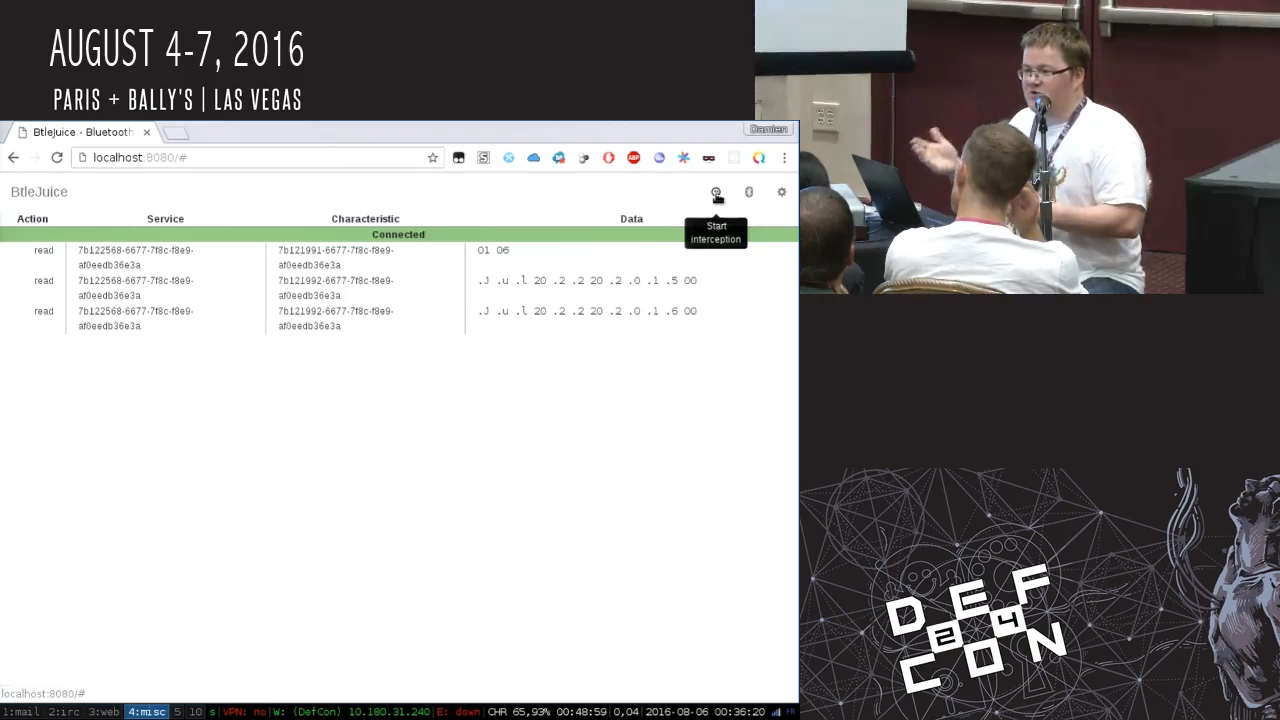 AUGUST 4-7, 2016
PARIS + BALLY'S | LAS VEGAS
BtleJuice - Bluetooth
Damien
localhost:8080/#
ABP
BtleJuice
Action Service Characteristic Data
Connected
Start
interception
read 7b122568-6677-7f8c-f8e9- 7b121991-6677-7f8c-f8e9- 01 06
af0eedb36e3a af0eedb36e3a
read 7b122568-6677-7f8c-f8e9- 7b121992-6677-7f8c-f8e9- .J .u .l 20 .2 .2 20 .2 .0 .1 .5 00
af0eedb36e3a af0eedb36e3a
read 7b122568-6677-7f8c-f8e9- 7b121992-6677-7f8c-f8e9- .J .u .l 20 .2 .2 20 .2 .0 .1 .6 00
af0eedb36e3a af0eedb36e3a
localhost:8080/#
1:mail 2:irc 3:web 4:misc 5 10 s VPN: no W: (DefCon) 10.180.31.240 E: down CHR 65,93% 00:48:59 0,04 2016-08-06 00:36:20
DEF
24
CON